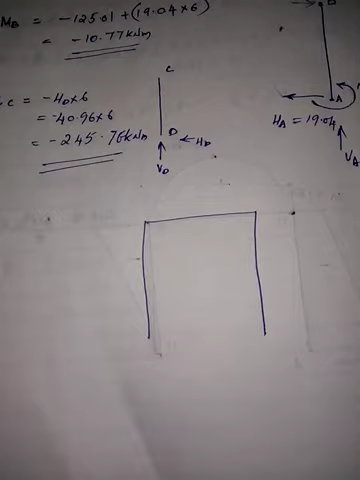 MB = -125.01 + (19.04 × 6)
= -10.77 kNm
C = -HD × 6
= -40.96 × 6
= -245.76 kNm
C
D
HD
VD
A
HA = 19.04
VA